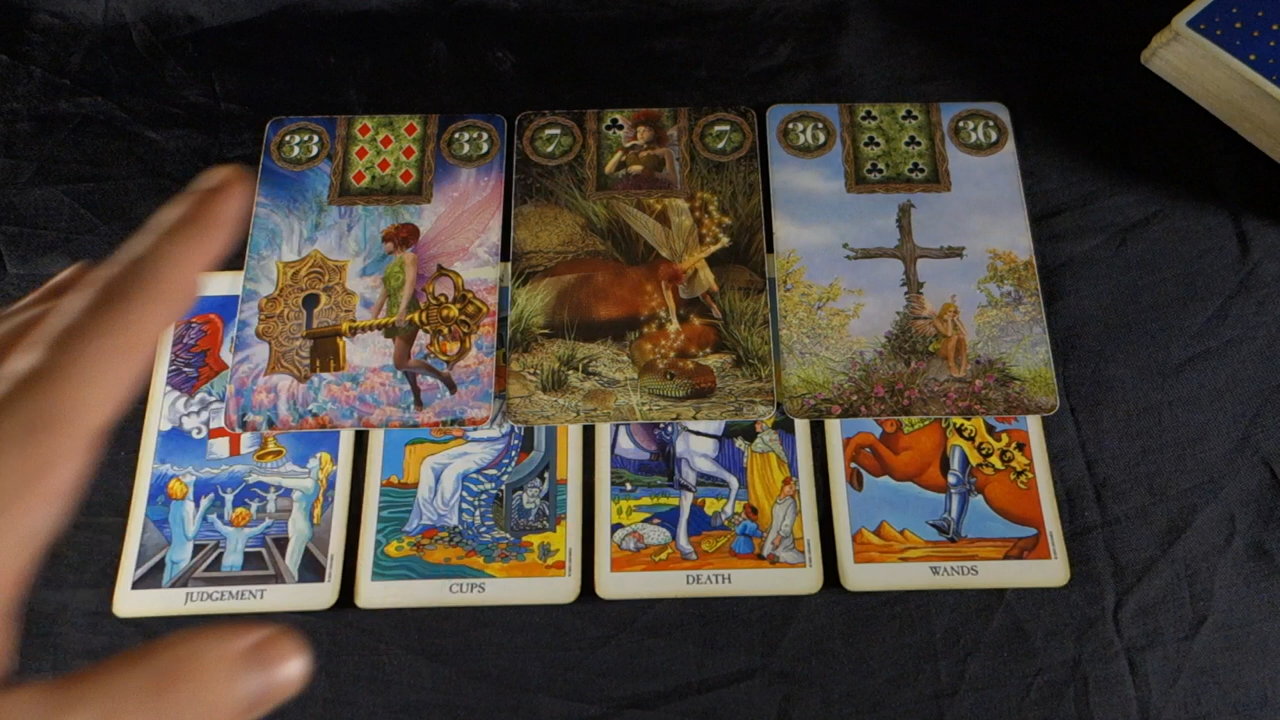 33 33
7 7
36 36
JUDGEMENT
CUPS
DEATH
WANDS